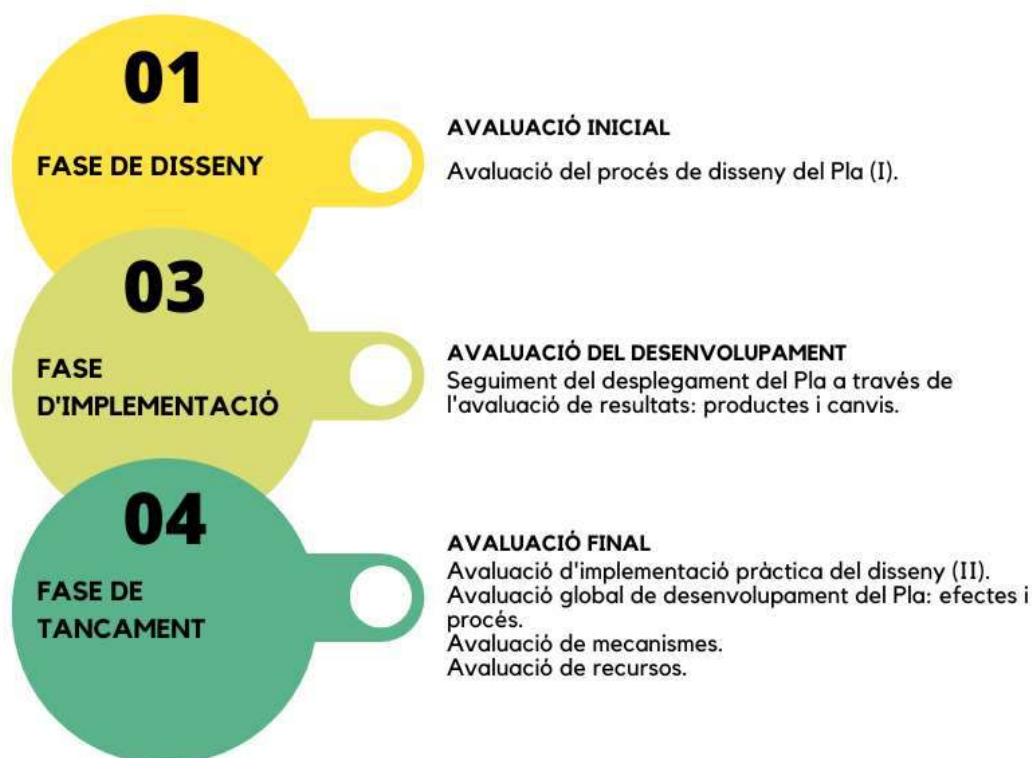 01
FASE DE DISSENY
AVALUACIÓ INICIAL
Avaluació del procés de disseny del Pla (I).
03
FASE
D'IMPLEMENTACIÓ
AVALUACIÓ DEL DESENVOLUPAMENT
Seguiment del desplegament del Pla a través de
l'avaluació de resultats: productes i canvis.
04
FASE DE
TANCAMENT
AVALUACIÓ FINAL
Avaluació d'implementació pràctica del disseny (II).
Avaluació global de desenvolupament del Pla: efectes i
procés.
Avaluació de mecanismes.
Avaluació de recursos.